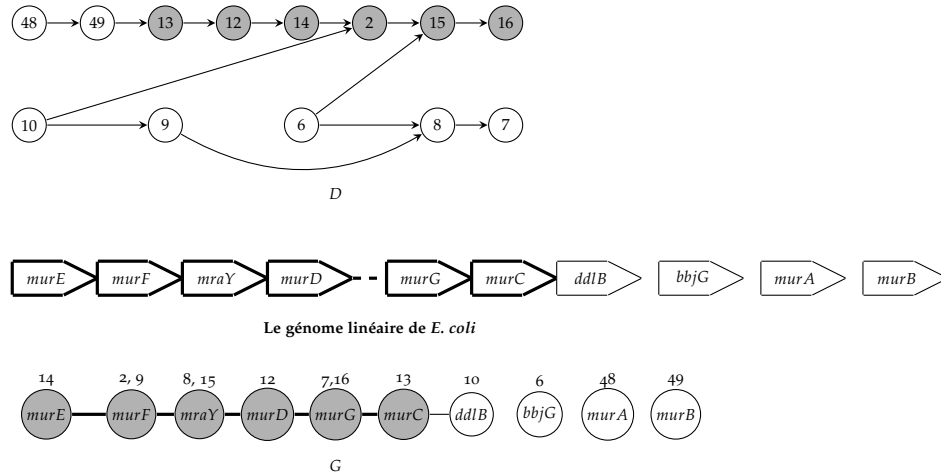 48 49 13 12 14 2 15 16
10 9 6 8 7
D
murE murF mraY murD murG murC ddlB bbjG murA murB
Le génome linéaire de E. coli
14 2, 9 8, 15 12 7,16 13 10 6 48 49
murE murF mraY murD murG murC ddlB bbjG murA murB
G